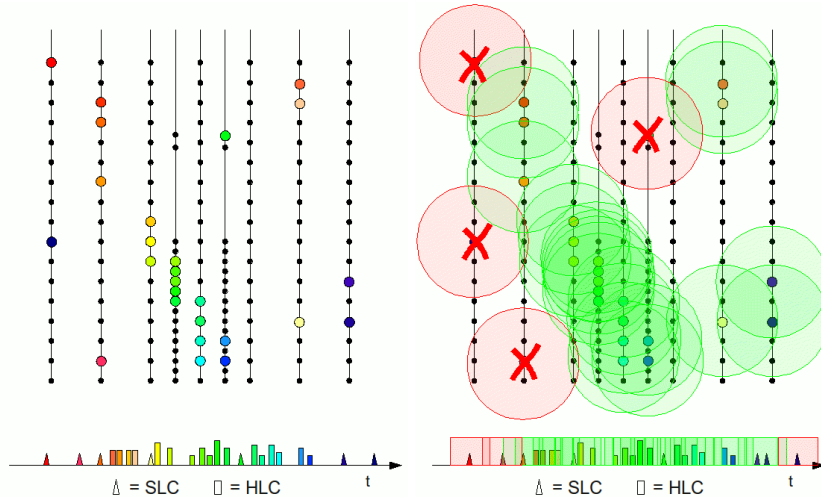 t
= SLC = HLC
t
= SLC = HLC